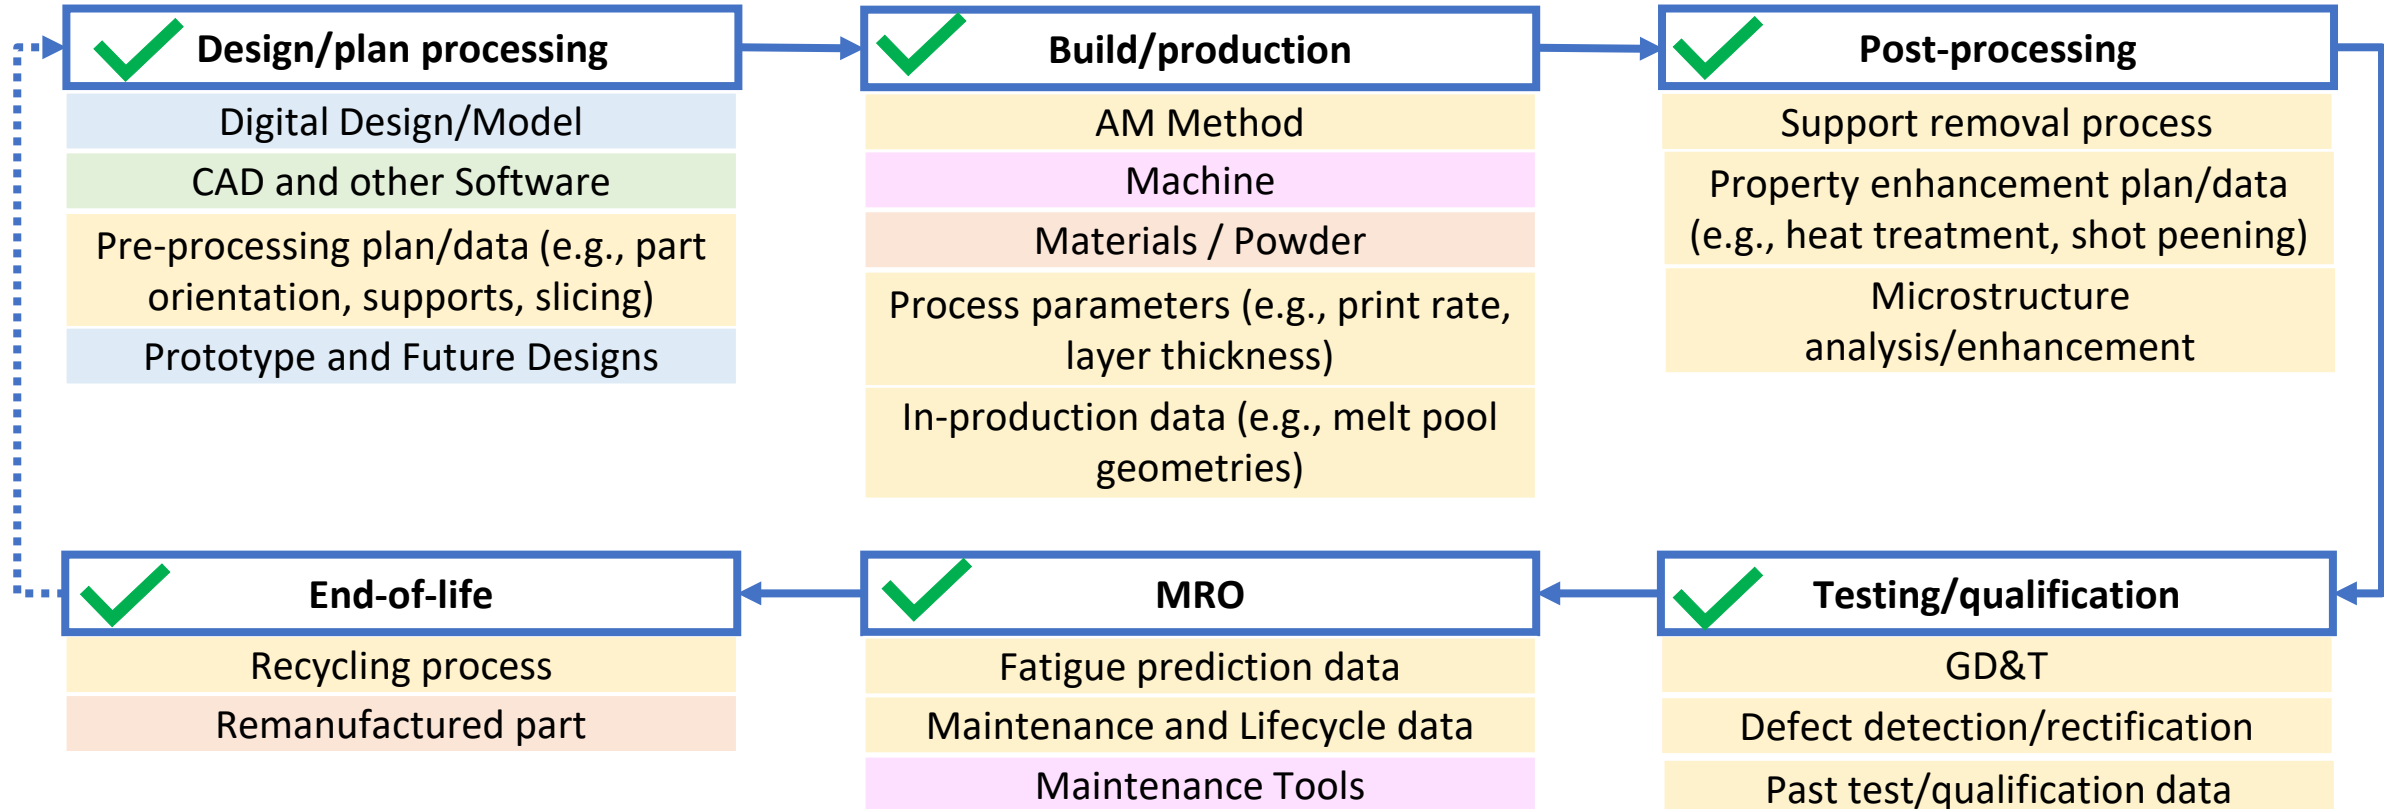 Design/plan processing
Digital Design/Model
CAD and other Software
Pre-processing plan/data (e.g., part
orientation, supports, slicing)
Prototype and Future Designs
Build/production
AM Method
Machine
Materials / Powder
Process parameters (e.g., print rate,
layer thickness)
In-production data (e.g., melt pool
geometries)
Post-processing
Support removal process
Property enhancement plan/data
(e.g., heat treatment, shot peening)
Microstructure
analysis/enhancement
End-of-life
Recycling process
Remanufactured part
MRO
Fatigue prediction data
Maintenance and Lifecycle data
Maintenance Tools
Testing/qualification
GD&T
Defect detection/rectification
Past test/qualification data